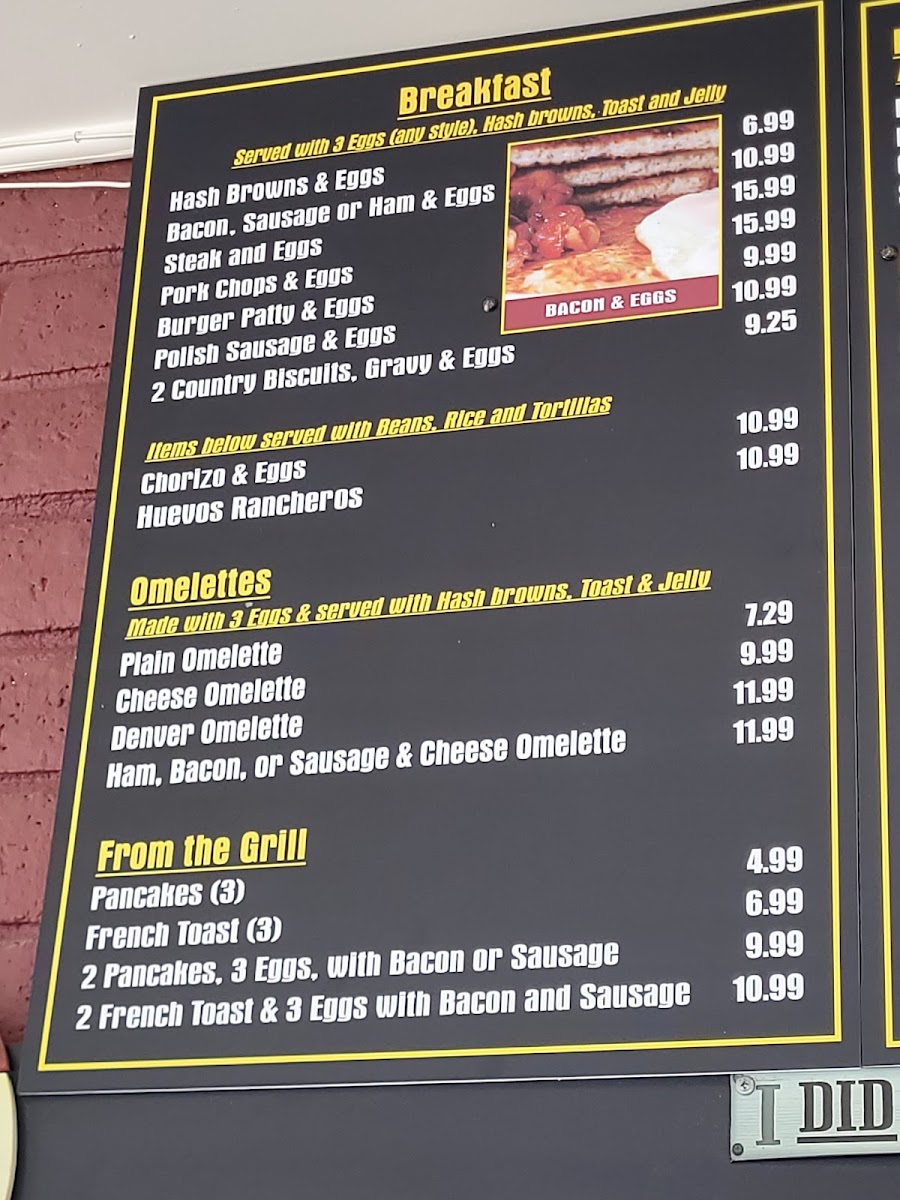 Breakfast
Served with 3 Eggs (any style), Hash browns, Toast and Jelly
Hash Browns & Eggs 6.99
Bacon, Sausage or Ham & Eggs 10.99
Steak and Eggs 15.99
Pork Chops & Eggs 15.99
Burger Patty & Eggs 9.99
Polish Sausage & Eggs 10.99
2 Country Biscuits, Gravy & Eggs 9.25
BACON & EGGS
Items below served with Beans, Rice and Tortillas
Chorizo & Eggs 10.99
Huevos Rancheros 10.99
Omelettes
Made with 3 Eggs & served with Hash browns, Toast & Jelly
Plain Omelette 7.29
Cheese Omelette 9.99
Denver Omelette 11.99
Ham, Bacon, or Sausage & Cheese Omelette 11.99
From the Grill
Pancakes (3) 4.99
French Toast (3) 6.99
2 Pancakes, 3 Eggs, with Bacon or Sausage 9.99
2 French Toast & 3 Eggs with Bacon and Sausage 10.99
I DID